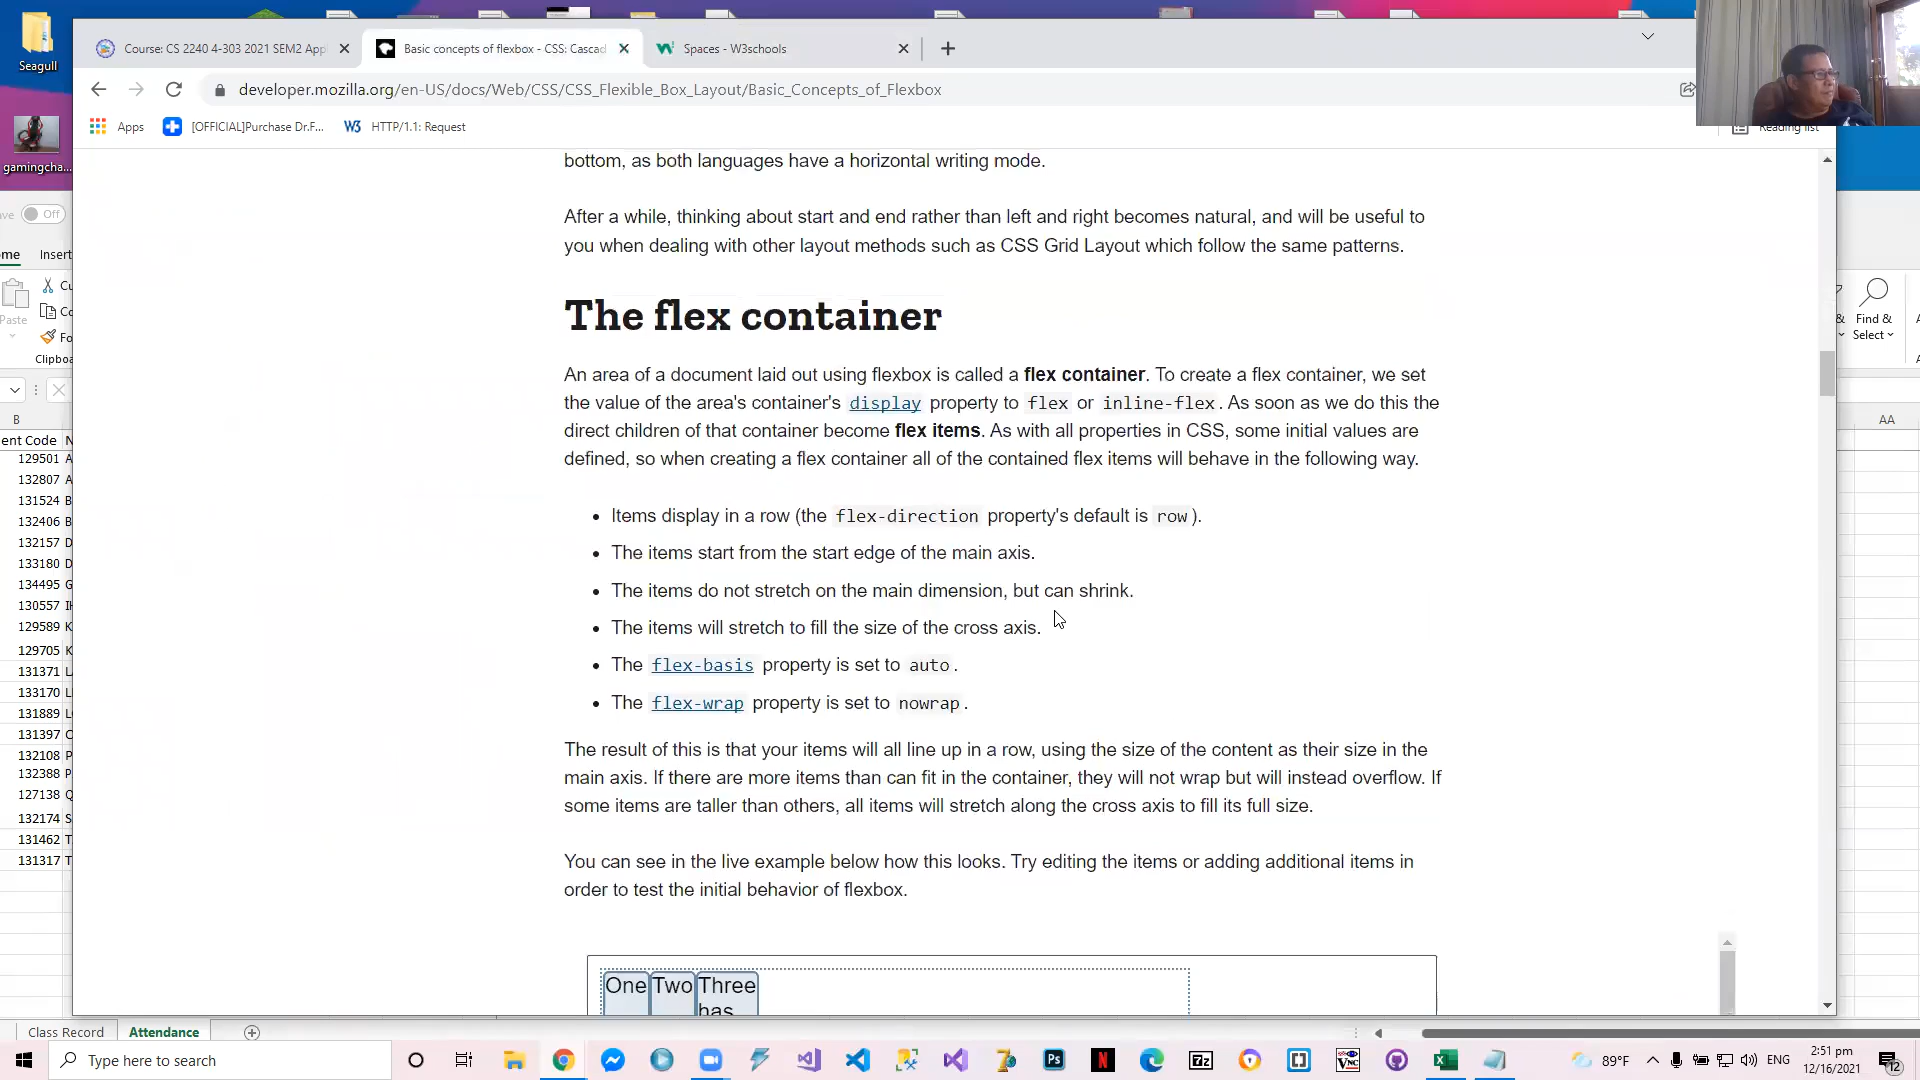 Seagull
gamingcha...
Course: CS 2240 4-303 2021 SEM2 App
Basic concepts of flexbox - CSS: Cascad
Spaces - W3schools
developer.mozilla.org/en-US/docs/Web/CSS/CSS_Flexible_Box_Layout/Basic_Concepts_of_Flexbox
Apps
[OFFICIAL]Purchase Dr.F...
HTTP/1.1: Request
Reading list
bottom, as both languages have a horizontal writing mode.
After a while, thinking about start and end rather than left and right becomes natural, and will be useful to
you when dealing with other layout methods such as CSS Grid Layout which follow the same patterns.
The flex container
An area of a document laid out using flexbox is called a flex container. To create a flex container, we set
the value of the area's container's display property to flex or inline-flex. As soon as we do this the
direct children of that container become flex items. As with all properties in CSS, some initial values are
defined, so when creating a flex container all of the contained flex items will behave in the following way.
• Items display in a row (the flex-direction property's default is row).
• The items start from the start edge of the main axis.
• The items do not stretch on the main dimension, but can shrink.
• The items will stretch to fill the size of the cross axis.
• The flex-basis property is set to auto.
• The flex-wrap property is set to nowrap.
The result of this is that your items will all line up in a row, using the size of the content as their size in the
main axis. If there are more items than can fit in the container, they will not wrap but will instead overflow. If
some items are taller than others, all items will stretch along the cross axis to fill its full size.
You can see in the live example below how this looks. Try editing the items or adding additional items in
order to test the initial behavior of flexbox.
One Two Three
has
ave Off
me Insert
Cu
Co
Paste
Fo
Clipbo
B
ent Code N
129501 A
132807 A
131524 B
132406 B
132157 D
133180 D
134495 G
130557 IH
129589 K
129705 K
131371 L
133170 L
131889 L
131397 C
132108 P
132388 P
127138 Q
132174 S
131462 T
131317 T
Find &
Select
AA
Class Record
Attendance
Type here to search
89°F
ENG
2:51 pm
12/16/2021
12